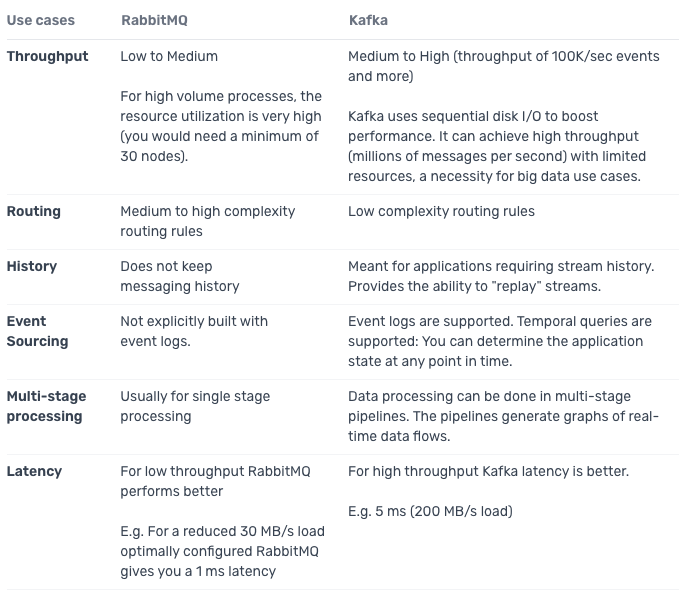 Use cases
RabbitMQ
Kafka
Throughput
Low to Medium
For high volume processes, the
resource utilization is very high
(you would need a minimum of
30 nodes).
Medium to High (throughput of 100K/sec events
and more)
Kafka uses sequential disk I/O to boost
performance. It can achieve high throughput
(millions of messages per second) with limited
resources, a necessity for big data use cases.
Routing
Medium to high complexity
routing rules
Low complexity routing rules
History
Does not keep
messaging history
Meant for applications requiring stream history.
Provides the ability to "replay" streams.
Event
Sourcing
Not explicitly built with
event logs.
Event logs are supported. Temporal queries are
supported: You can determine the application
state at any point in time.
Multi-stage
processing
Usually for single stage
processing
Data processing can be done in multi-stage
pipelines. The pipelines generate graphs of real-
time data flows.
Latency
For low throughput RabbitMQ
performs better
E.g. For a reduced 30 MB/s load
optimally configured RabbitMQ
gives you a 1 ms latency
For high throughput Kafka latency is better.
E.g. 5 ms (200 MB/s load)